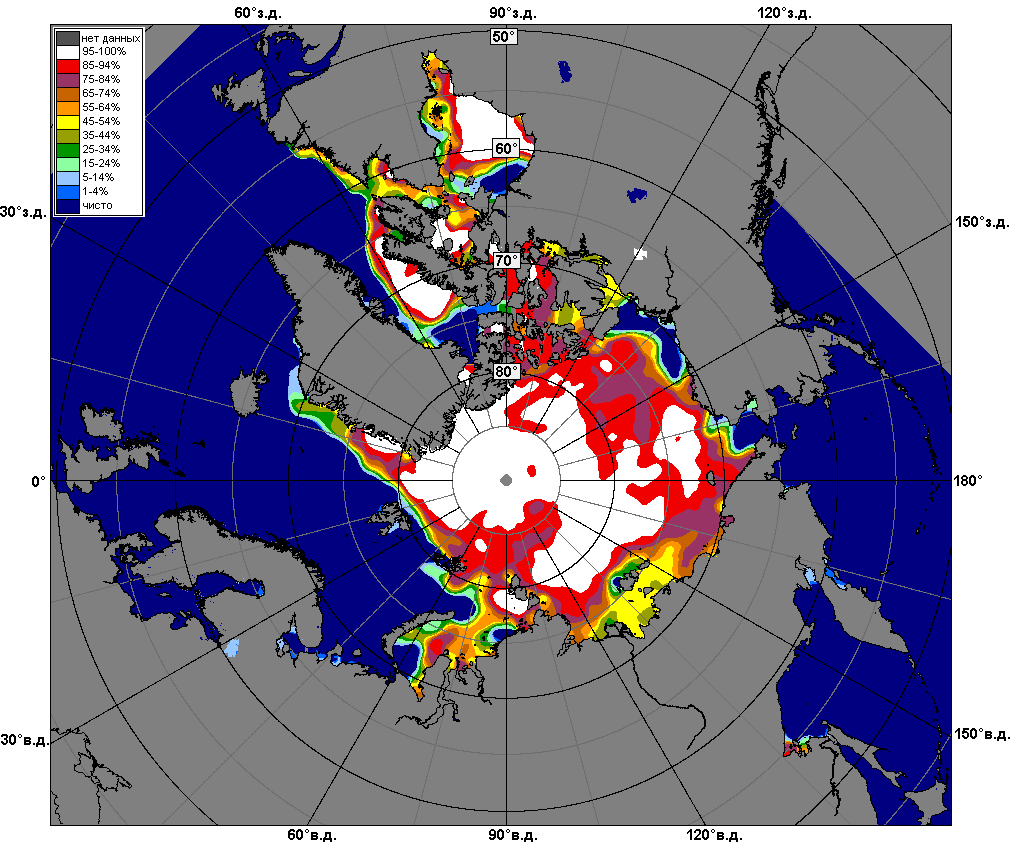 60°з.д.
90°з.д.
120°з.д.
50°
нет данных
95-100%
85-94%
75-84%
65-74%
55-64%
45-54%
35-44%
25-34%
15-24%
5-14%
1-4%
чисто
60°
30°з.д.
150°з.д.
70°
80°
0°
180°
30°в.д.
150°в.д.
60°в.д.
90°в.д.
120°в.д.